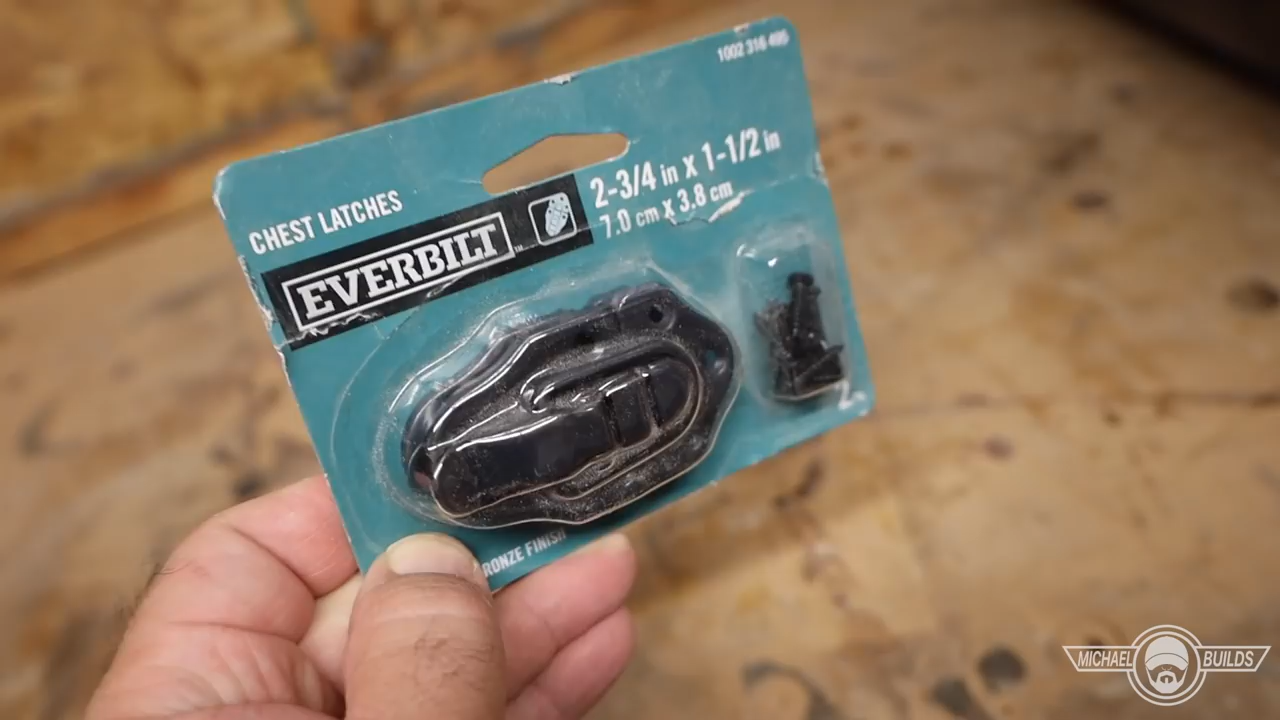 1002 316 495
CHEST LATCHES
EVERBILT
2-3/4 in x 1-1/2 in
7.0 cm x 3.8 cm
RONZE FINISH
MICHAEL BUILDS